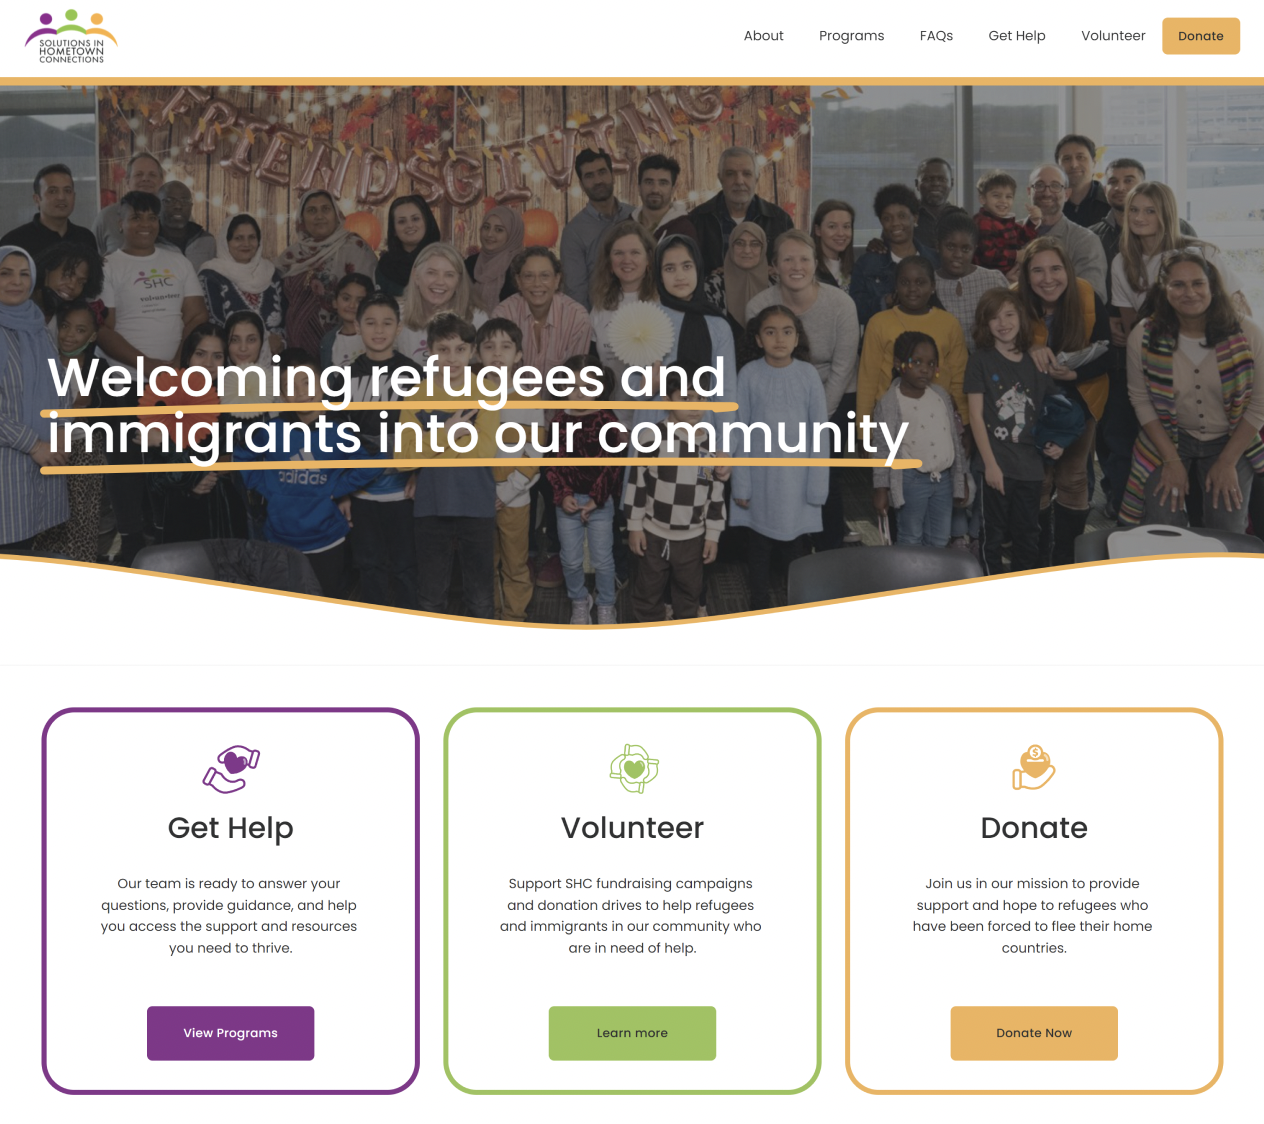 SOLUTIONS IN
HOMETOWN
CONNECTIONS
About
Programs
FAQs
Get Help
Volunteer
Donate
FRIENDSGIVING
SHC
volunteer
Welcoming refugees and
immigrants into our community
adidas
Get Help
Our team is ready to answer your
questions, provide guidance, and help
you access the support and resources
you need to thrive.
View Programs
Volunteer
Support SHC fundraising campaigns
and donation drives to help refugees
and immigrants in our community who
are in need of help.
Learn more
Donate
Join us in our mission to provide
support and hope to refugees who
have been forced to flee their home
countries.
Donate Now